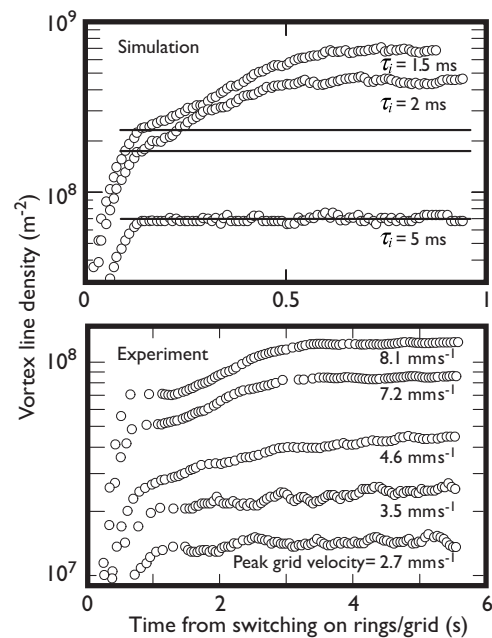 10⁹
Simulation
τᵢ = 1.5 ms
τᵢ = 2 ms
10⁸
τᵢ = 5 ms
0
0.5
1
Vortex line density (m⁻²)
Experiment
10⁸
8.1 mms⁻¹
7.2 mms⁻¹
4.6 mms⁻¹
3.5 mms⁻¹
Peak grid velocity= 2.7 mms⁻¹
10⁷
0
2
4
6
Time from switching on rings/grid (s)